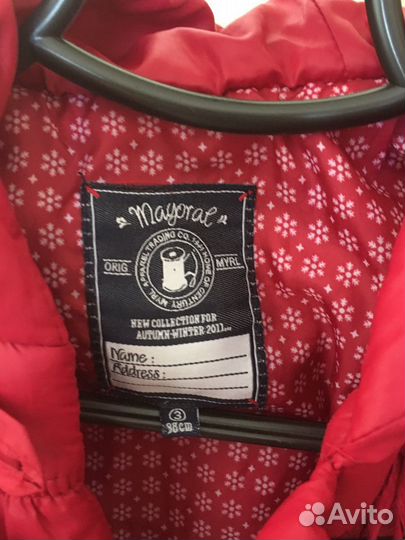 Mayoral
MYRL APPAREL TRADING CO. 1941 HOME OF CENTURY
ORIG MYRL
NEW COLLECTION FOR
AUTUMN-WINTER 2011...
Name:
Address:
3
98cm
Avito